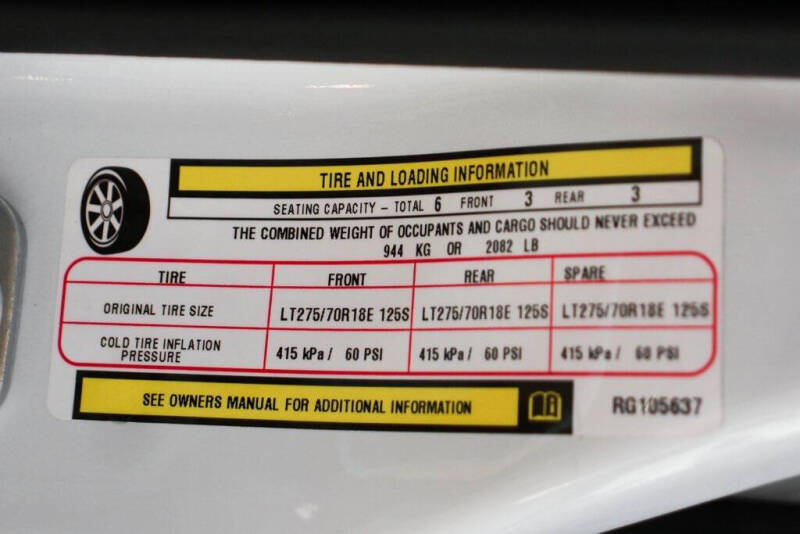 TIRE AND LOADING INFORMATION
SEATING CAPACITY – TOTAL 6 FRONT 3 REAR 3
THE COMBINED WEIGHT OF OCCUPANTS AND CARGO SHOULD NEVER EXCEED
944 KG OR 2082 LB
TIRE FRONT REAR SPARE
ORIGINAL TIRE SIZE LT275/70R18E 125S LT275/70R18E 125S LT275/70R18E 125S
COLD TIRE INFLATION PRESSURE 415 kPa / 60 PSI 415 kPa / 60 PSI 415 kPa / 60 PSI
SEE OWNERS MANUAL FOR ADDITIONAL INFORMATION
RG105637